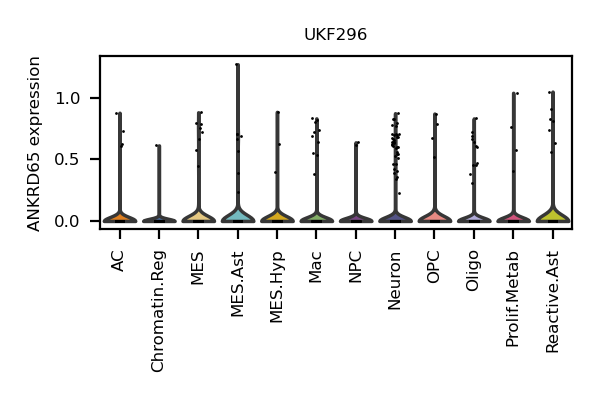 UKF296
ANKRD65 expression
1.0
0.5
0.0
AC
Chromatin.Reg
MES
MES.Ast
MES.Hyp
Mac
NPC
Neuron
OPC
Oligo
Prolif.Metab
Reactive.Ast